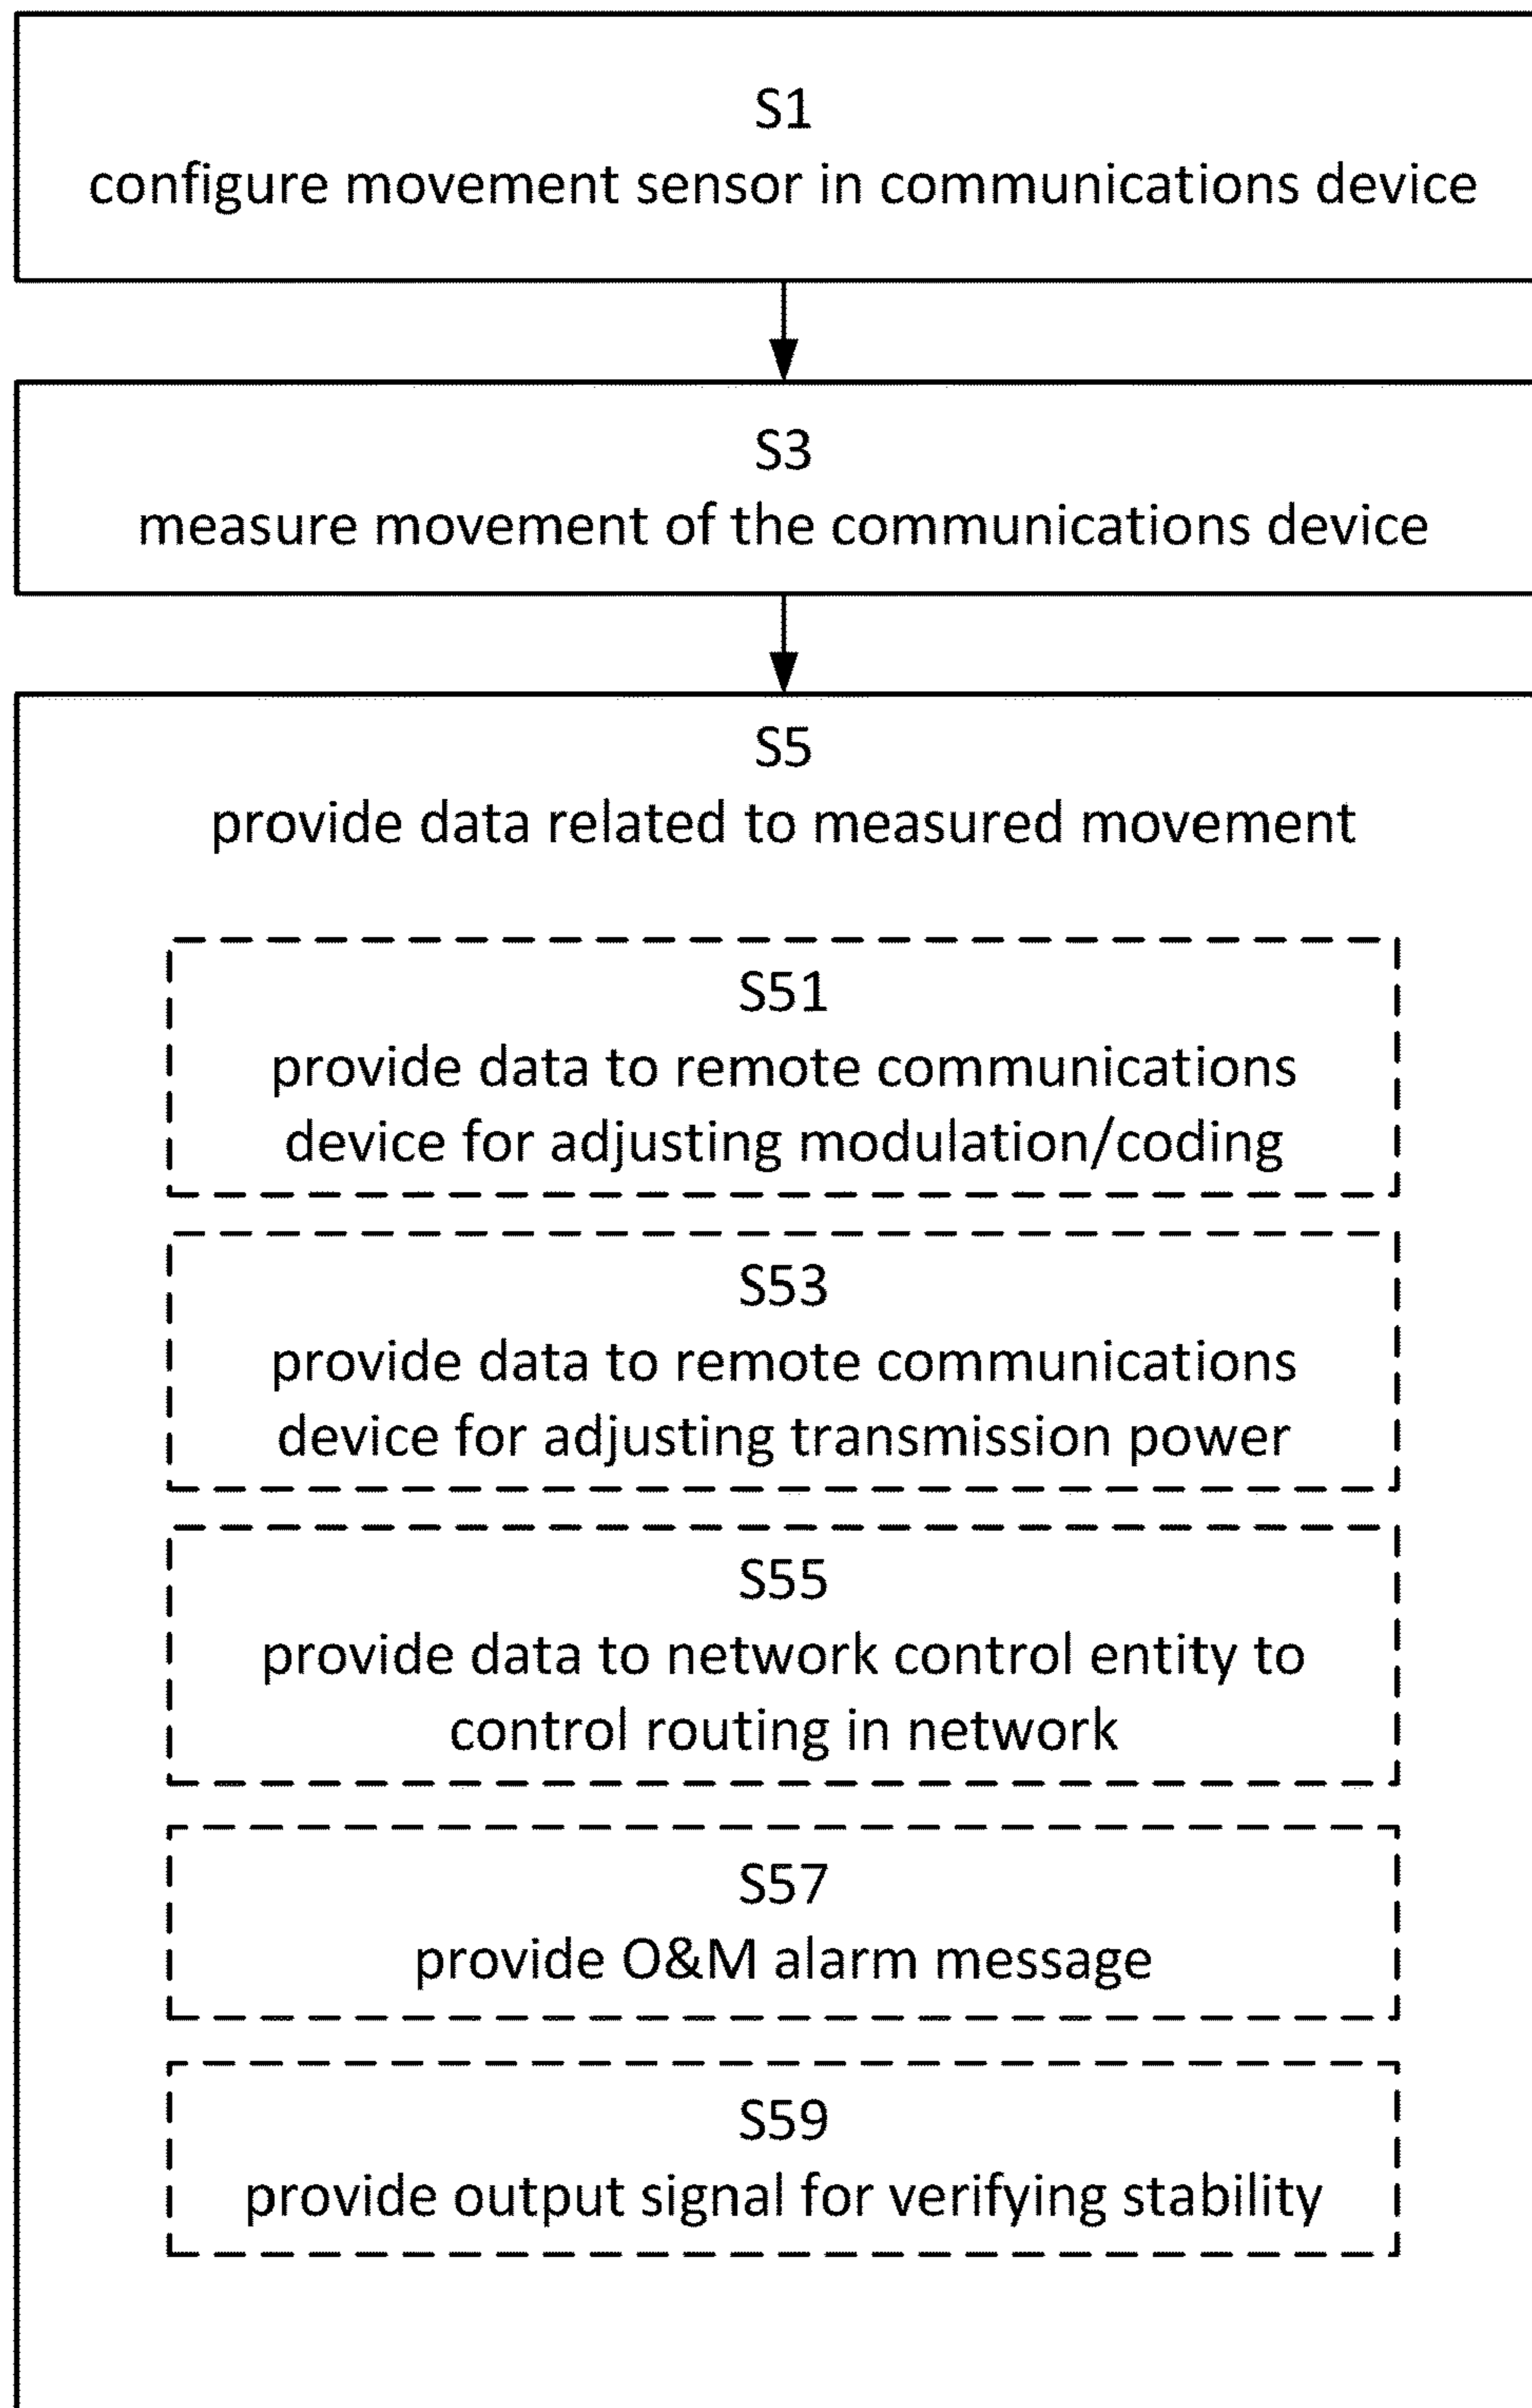 S1
configure movement sensor in communications device
S3
measure movement of the communications device
S5
provide data related to measured movement
S51
provide data to remote communications
device for adjusting modulation/coding
S53
provide data to remote communications
device for adjusting transmission power
S55
provide data to network control entity to
control routing in network
S57
provide O&M alarm message
S59
provide output signal for verifying stability